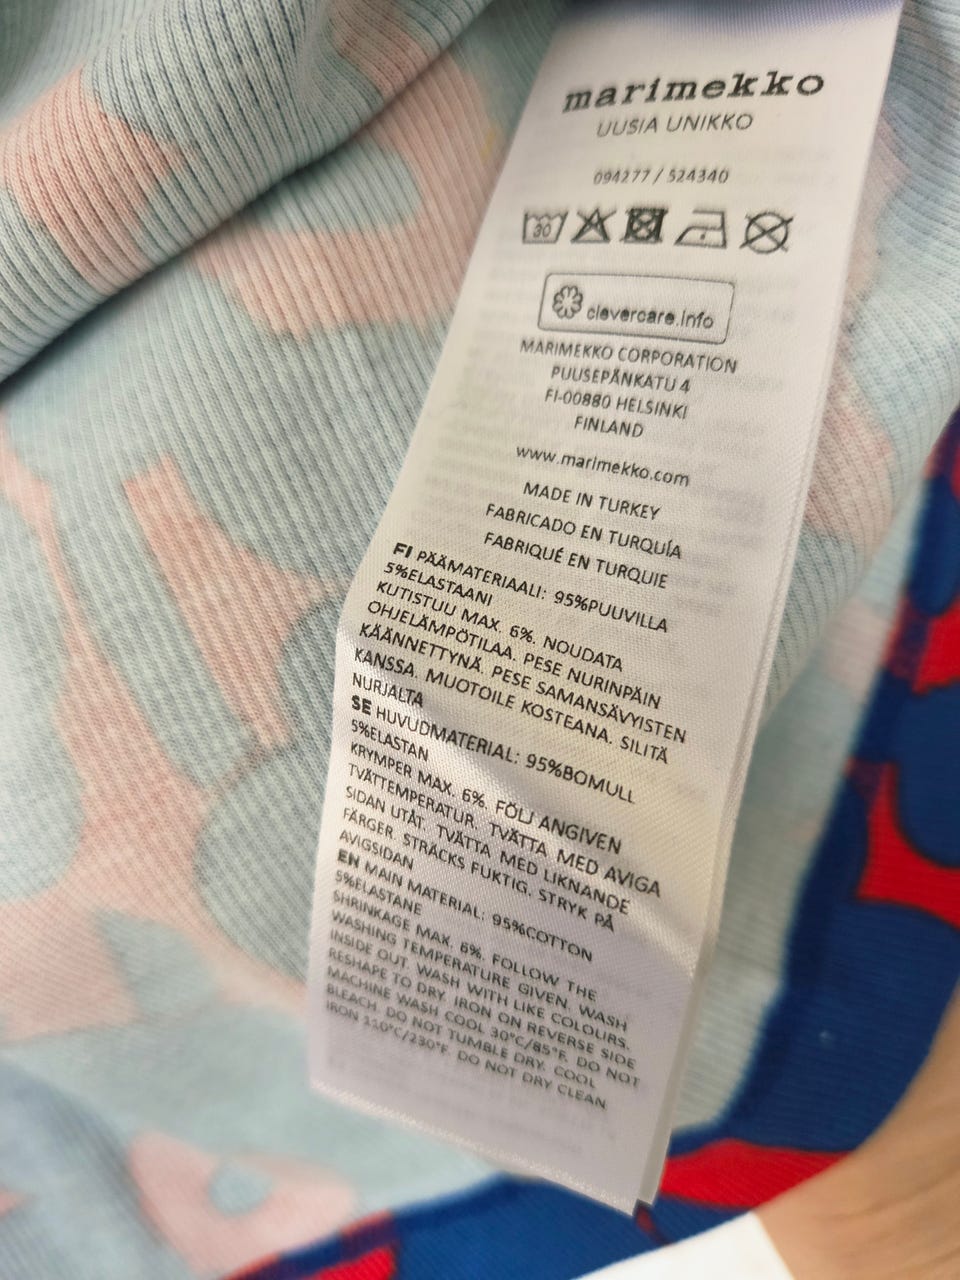 marimekko
UUSIA UNIKKO
094277 / 524340
30
clevercare.info
MARIMEKKO CORPORATION
PUUSEPÄNKATU 4
FI-00880 HELSINKI
FINLAND
www.marimekko.com
MADE IN TURKEY
FABRICADO EN TURQUÍA
FABRIQUÉ EN TURQUIE
FI PÄÄMATERIAALI: 95%PUUVILLA
5%ELASTAANI
KUTISTUU MAX. 6%. NOUDATA
OHJELÄMPÖTILAA. PESE NURINPÄIN
KÄÄNNETTYNÄ. PESE SAMANSÄVYISTEN
KANSSA. MUOTOILE KOSTEANA. SILITÄ
NURJALTA
SE HUVUDMATERIAL: 95%BOMULL
5%ELASTAN
KRYMPER MAX. 6%. FÖLJ ANGIVEN
TVÄTTEMPERATUR. TVÄTTA MED AVIGA
SIDAN UTÅT. TVÄTTA MED LIKNANDE
FÄRGER. STRÄCKS FUKTIG. STRYK PÅ
AVIGSIDAN
EN MAIN MATERIAL: 95%COTTON
5%ELASTANE
SHRINKAGE MAX. 6%. FOLLOW THE
WASHING TEMPERATURE GIVEN. WASH
INSIDE OUT. WASH WITH LIKE COLOURS.
RESHAPE TO DRY. IRON ON REVERSE SIDE
MACHINE WASH COOL 30°C/85°F. DO NOT
BLEACH. DO NOT TUMBLE DRY. COOL
IRON 110°C/230°F. DO NOT DRY CLEAN